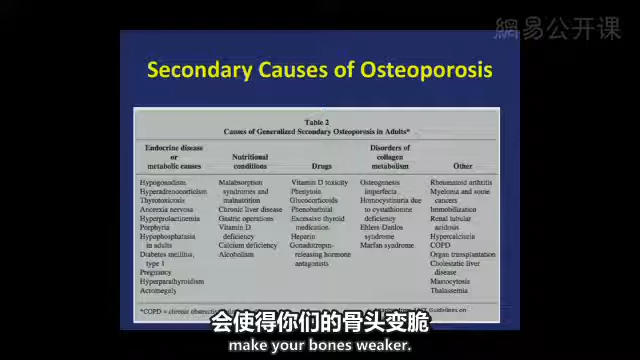 網易公开课
Secondary Causes of Osteoporosis
Table 2
Causes of Generalized Secondary Osteoporosis in Adults*
Endocrine disease
or
metabolic causes
Hypogonadism
Hyperadrenocorticism
Thyrotoxicosis
Anorexia nervosa
Hyperprolactinemia
Porphyria
Hypophosphatasia
in adults
Diabetes mellitus,
type 1
Pregnancy
Hyperparathyroidism
Acromegaly
Nutritional
conditions
Malabsorption
syndromes and
malnutrition
Chronic liver disease
Gastric operations
Vitamin D
deficiency
Calcium deficiency
Alcoholism
Drugs
Vitamin D toxicity
Phenytoin
Glucocorticoids
Phenobarbital
Excessive thyroid
medication
Heparin
Gonadotropin-
releasing hormone
antagonists
Disorders of
collagen
metabolism
Osteogenesis
imperfecta
Homocystinuria due
to cystathionine
deficiency
Ehlers-Danlos
syndrome
Marfan syndrome
Other
Rheumatoid arthritis
Myeloma and some
cancers
Immobilization
Renal tubular
acidosis
Hypercalciuria
COPD
Organ transplantation
Cholestatic liver
disease
Mastocytosis
Thalassemia
*COPD = chronic obstructive
Guidelines on
会使得你们的骨头变脆
make your bones weaker.